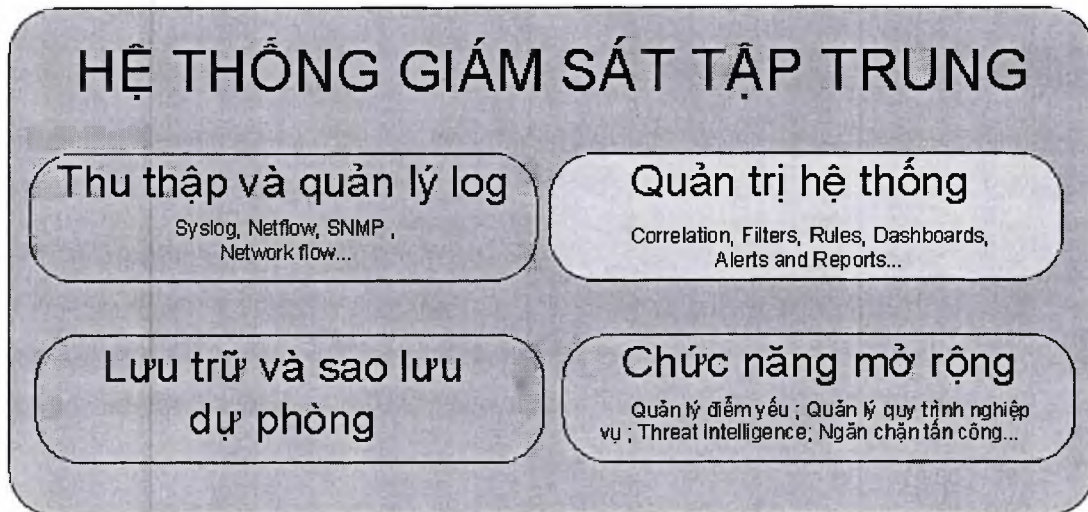 HỆ THỐNG GIÁM SÁT TẬP TRUNG
Thu thập và quản lý log
Syslog, Netflow, SNMP ,
Network flow...
Quản trị hệ thống
Correlation, Filters, Rules, Dashboards,
Alerts and Reports...
Lưu trữ và sao lưu
dự phòng
Chức năng mở rộng
Quản lý điểm yếu ; Quản lý quy trình nghiệp
vụ ; Threat Intelligence; Ngăn chặn tấn công...